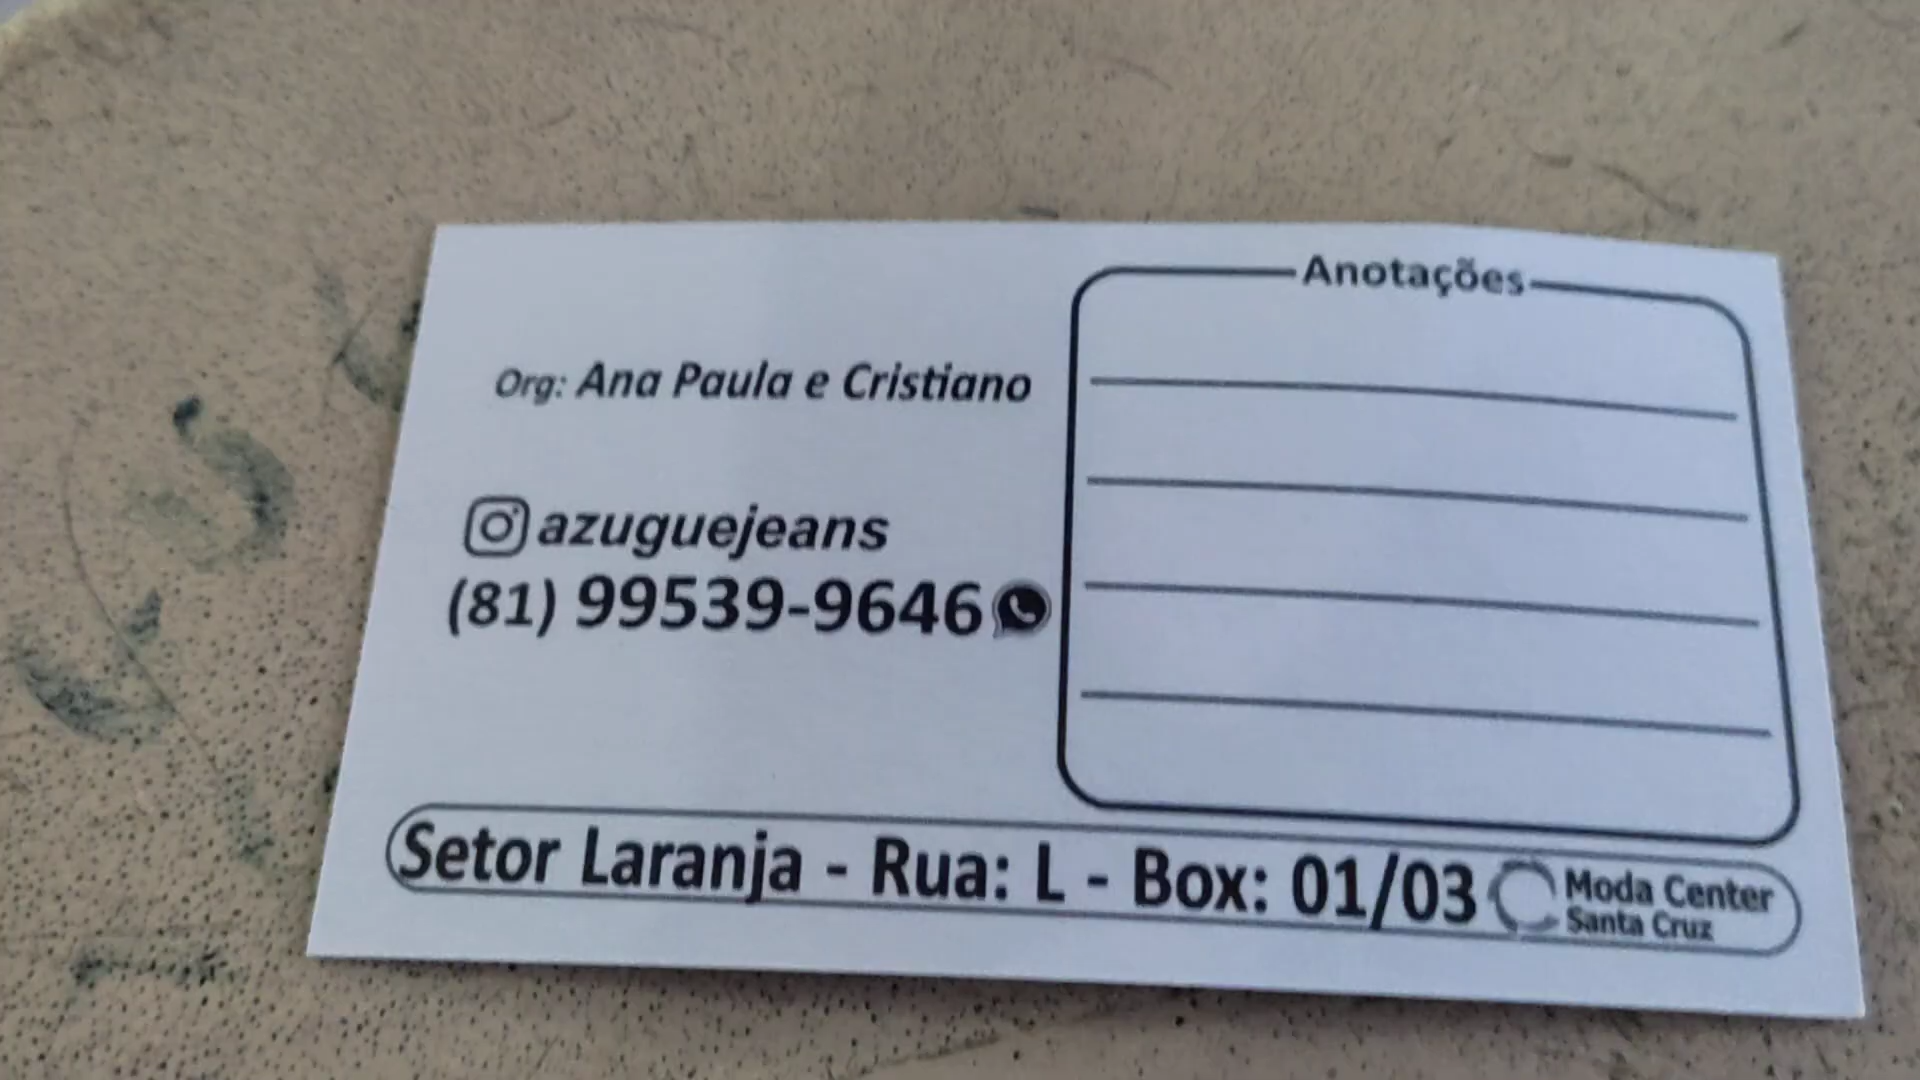 Org: Ana Paula e Cristiano
azuguejeans
(81) 99539-9646
Anotações
Setor Laranja - Rua: L - Box: 01/03
Moda Center
Santa Cruz